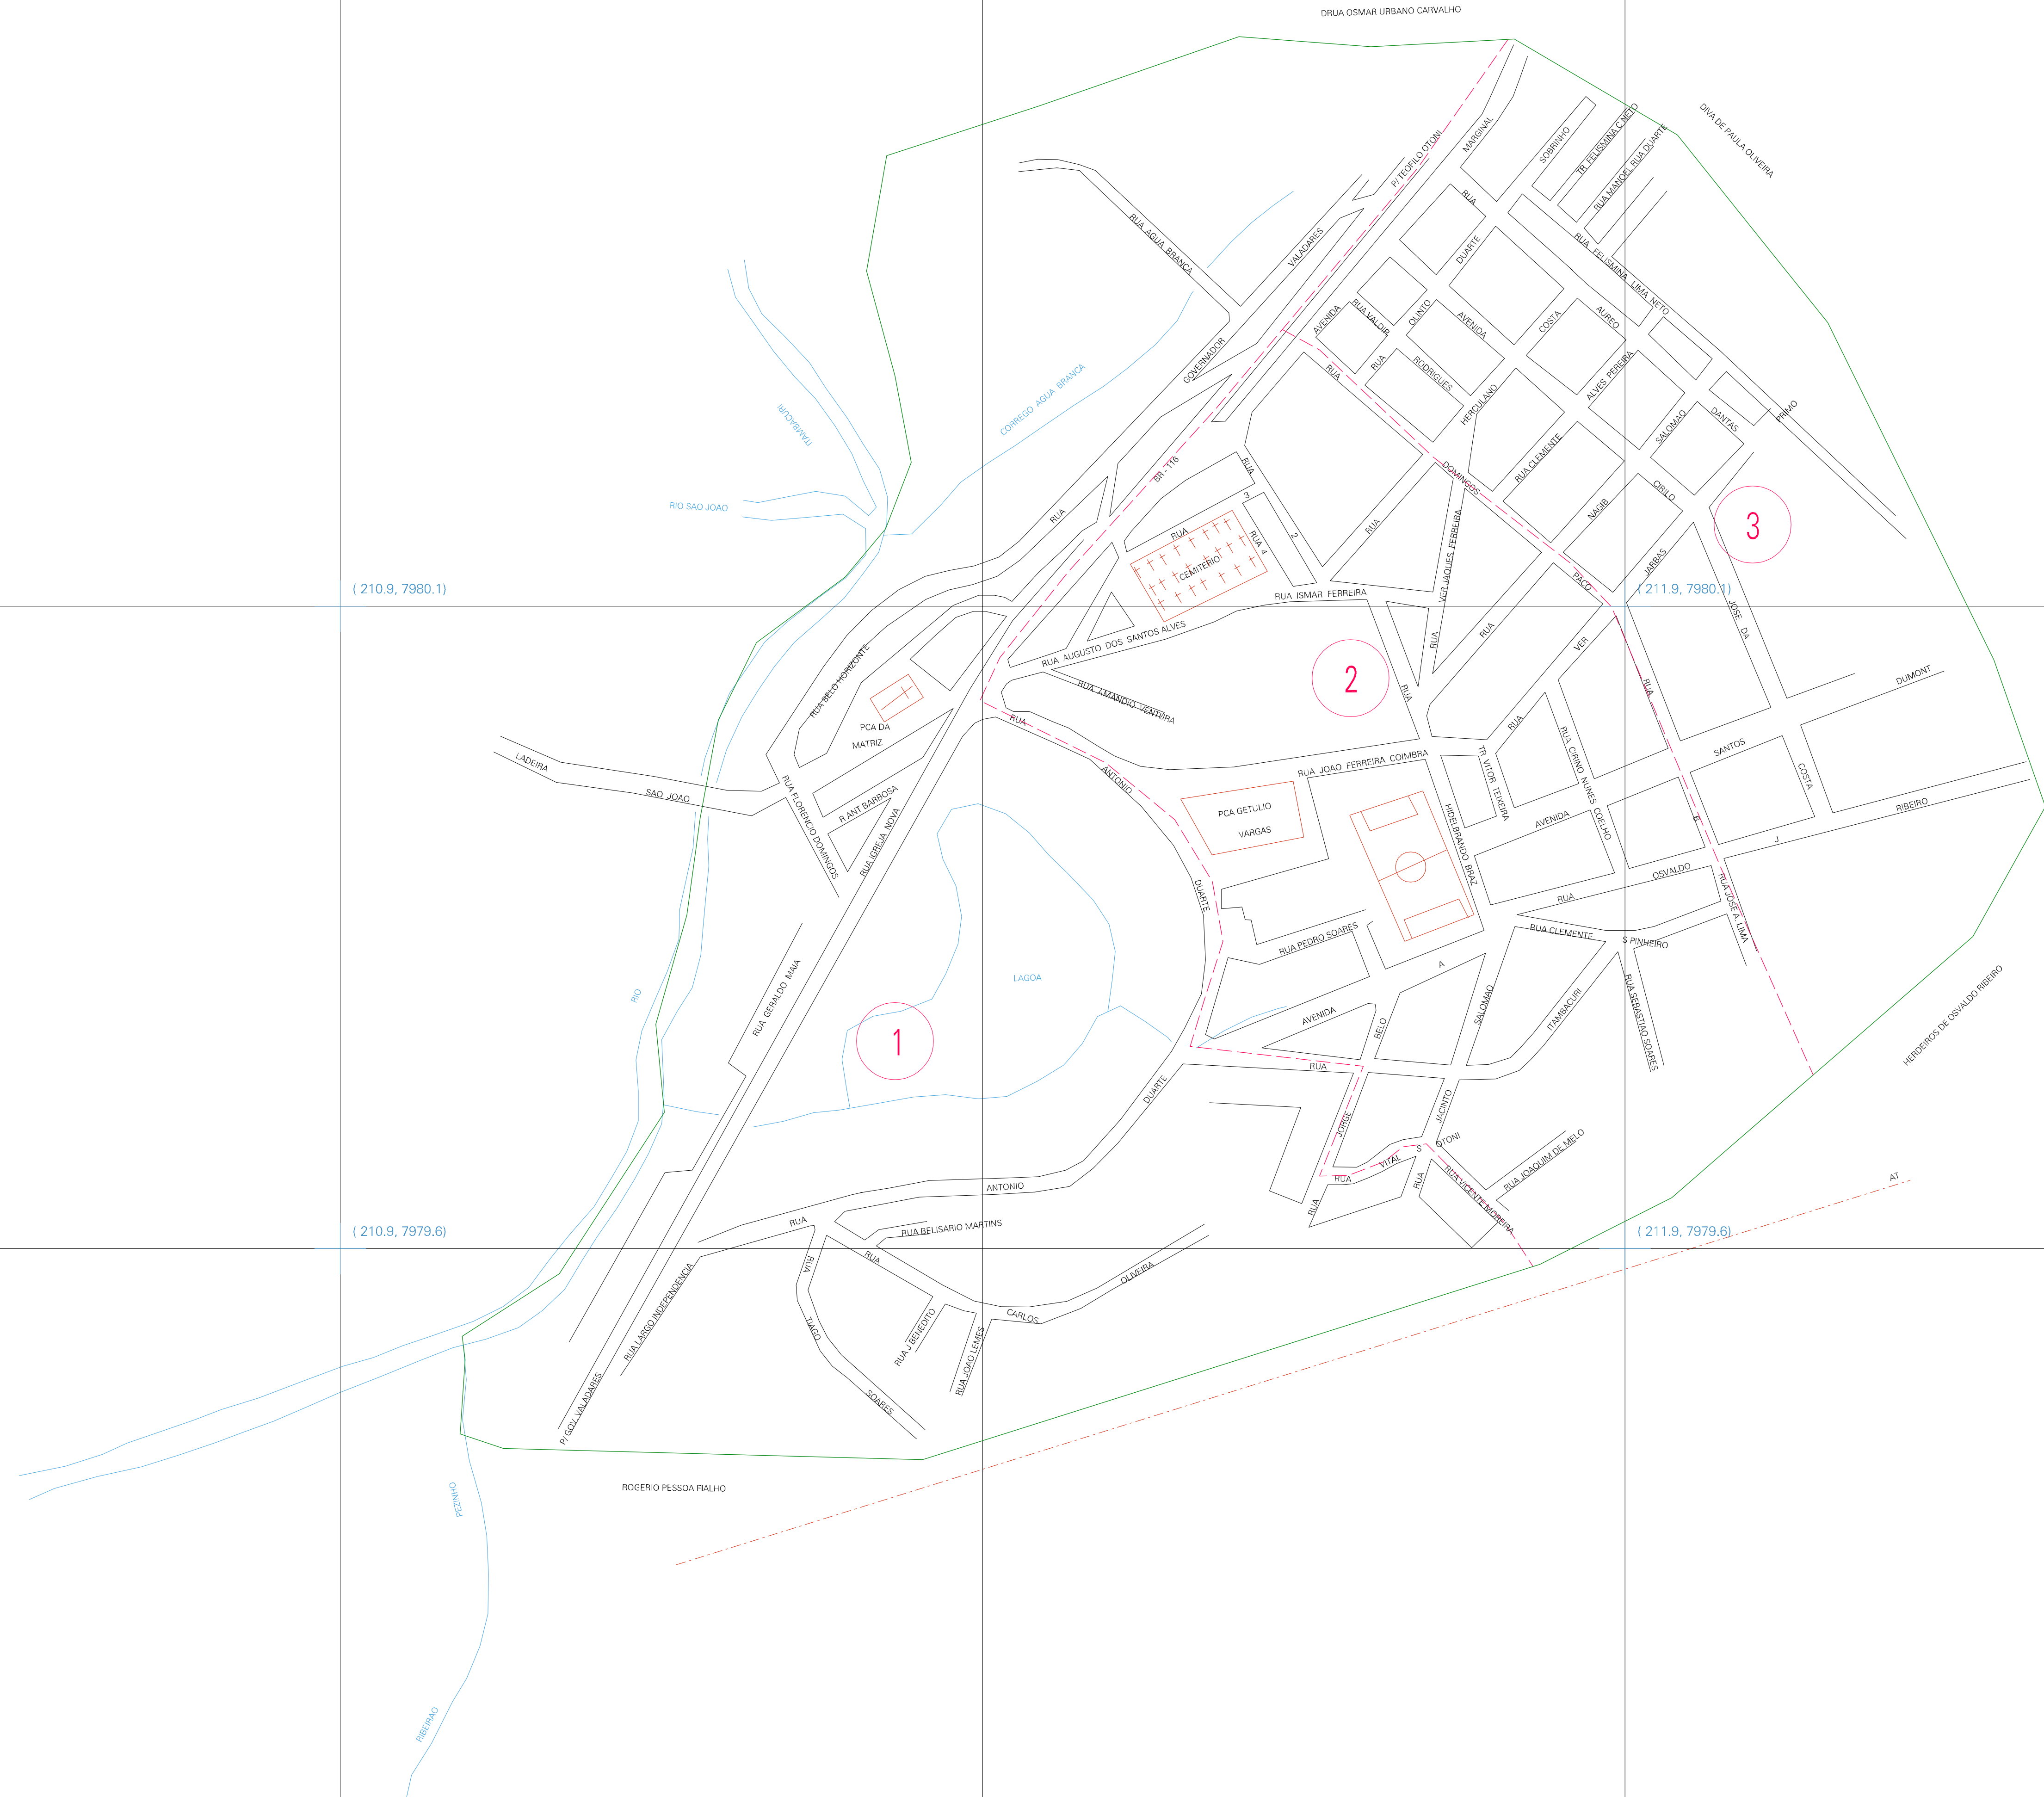 DRUA OSMAR URBANO CARVALHO
DIVA DE PAULA OLIVEIRA
P/ TEOFILO OTONI
MARGINAL
SOBRINHO
TR FELISMINA C NETO
RUA MANOEL RUA DUARTE
RUA AGUA BRANCA
VALADARES
RUA
DUARTE
RUA FELISMINA LIMA NETO
AVENIDA
RUA VALDIR
OLINTO
AVENIDA
COSTA
AUREO
GOVERNADOR
RUA
RUA
RODRIGUES
HERCULANO
ALVES PEREIRA
SALOMAO
DANTAS
PRIMO
CORREGO AGUA BRANCA
ITAMBACURI
RIO SAO JOAO
BR - 116
RUA
3
RUA
RUA 4
2
CEMITERIO
RUA
RUA
DOMINGOS
RUA CLEMENTE
NAGIB
CIRILO
JARBAS
3
VER JAQUES FERREIRA
RUA
PACO
( 210.9, 7980.1)
( 211.9, 7980.1)
RUA ISMAR FERREIRA
JOSE DA
RUA AUGUSTO DOS SANTOS ALVES
RUA
VER
RUA BELO HORIZONTE
RUA AMANDIO VENTURA
2
RUA
RUA
DUMONT
PCA DA
MATRIZ
RUA
RUA
RUA CIRINO NUNES COELHO
SANTOS
COSTA
LADEIRA
SAO JOAO
RUA FLORENCIO DOMINGOS
R ANT BARBOSA
RUA IGREJA NOVA
ANTONIO
RUA JOAO FERREIRA COIMBRA
TR VITOR TEIXEIRA
PCA GETULIO
VARGAS
HIDELBRANDO BRAZ
AVENIDA
B
J
RIBEIRO
DUARTE
RUA
OSVALDO
RUA JOSE A. LIMA
RUA PEDRO SOARES
RUA CLEMENTE
S PINHEIRO
A
LAGOA
RIO
RUA GERALDO MAIA
1
AVENIDA
BELO
SALOMAO
ITAMBACURI
RUA SEBASTIAO SOARES
HERDEIROS DE OSVALDO RIBEIRO
RUA
DUARTE
JORGE
JACINTO
OTONI
S
VITAL
RUA
RUA
RUA
RUA VICENTE MOREIRA
RUA JOAQUIM DE MELO
AT
ANTONIO
RUA
( 210.9, 7979.6)
( 211.9, 7979.6)
RUA BELISARIO MARTINS
RUA
RUA
OLIVEIRA
CARLOS
RUA LARGO INDEPENDENCIA
TIAGO
RUA J BENEDITO
RUA JOAO LEMES
SOARES
P/ GOV. VALADARES
ROGERIO PESSOA FIALHO
PEZINHO
RIBEIRAO